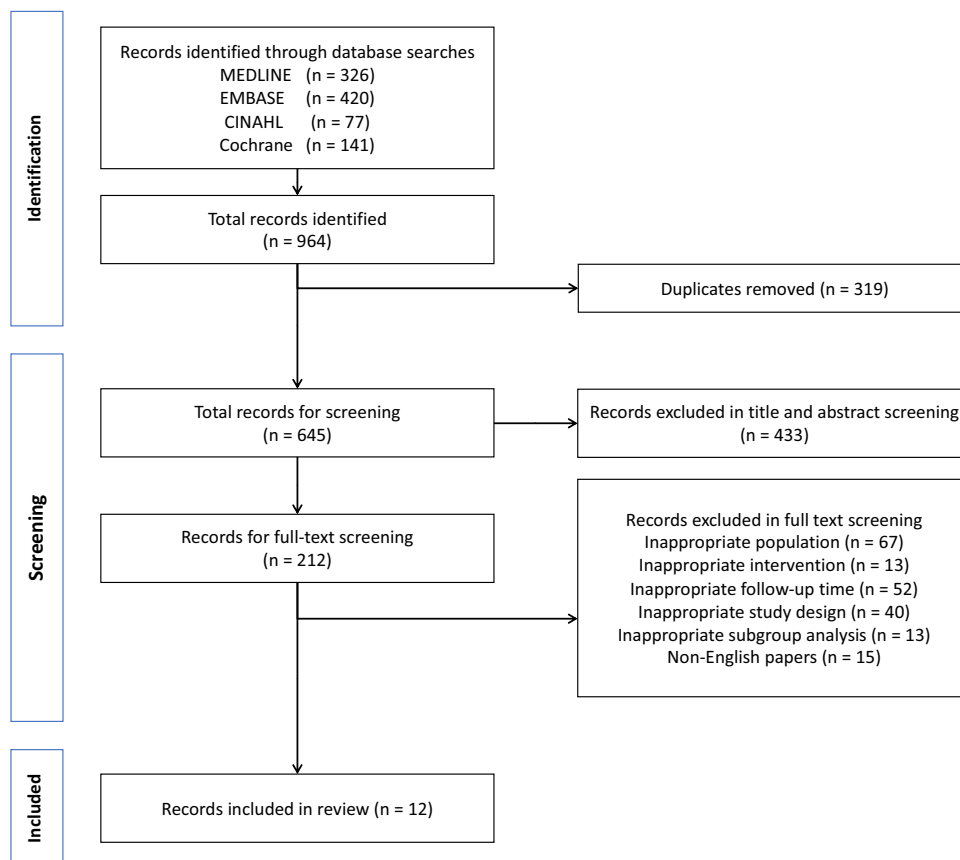 Identification
Records identified through database searches
MEDLINE (n = 326)
EMBASE (n = 420)
CINAHL (n = 77)
Cochrane (n = 141)
Total records identified
(n = 964)
Duplicates removed (n = 319)
Screening
Total records for screening
(n = 645)
Records excluded in title and abstract screening
(n = 433)
Records for full-text screening
(n = 212)
Records excluded in full text screening
Inappropriate population (n = 67)
Inappropriate intervention (n = 13)
Inappropriate follow-up time (n = 52)
Inappropriate study design (n = 40)
Inappropriate subgroup analysis (n = 13)
Non-English papers (n = 15)
Included
Records included in review (n = 12)